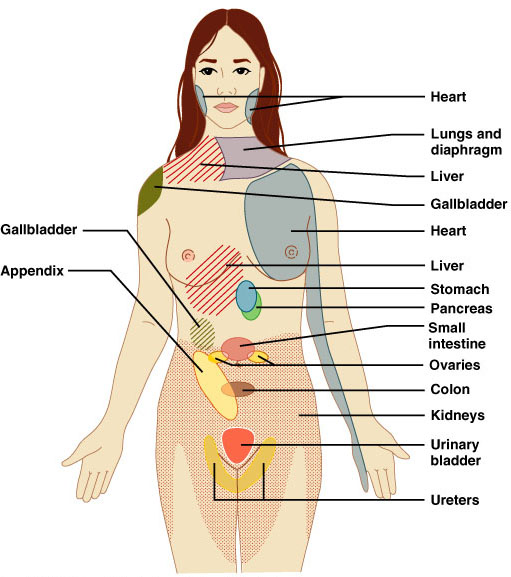 Heart
Lungs and
diaphragm
Liver
Gallbladder
Gallbladder
Heart
Appendix
Liver
Stomach
Pancreas
Small
intestine
Ovaries
Colon
Kidneys
Urinary
bladder
Ureters